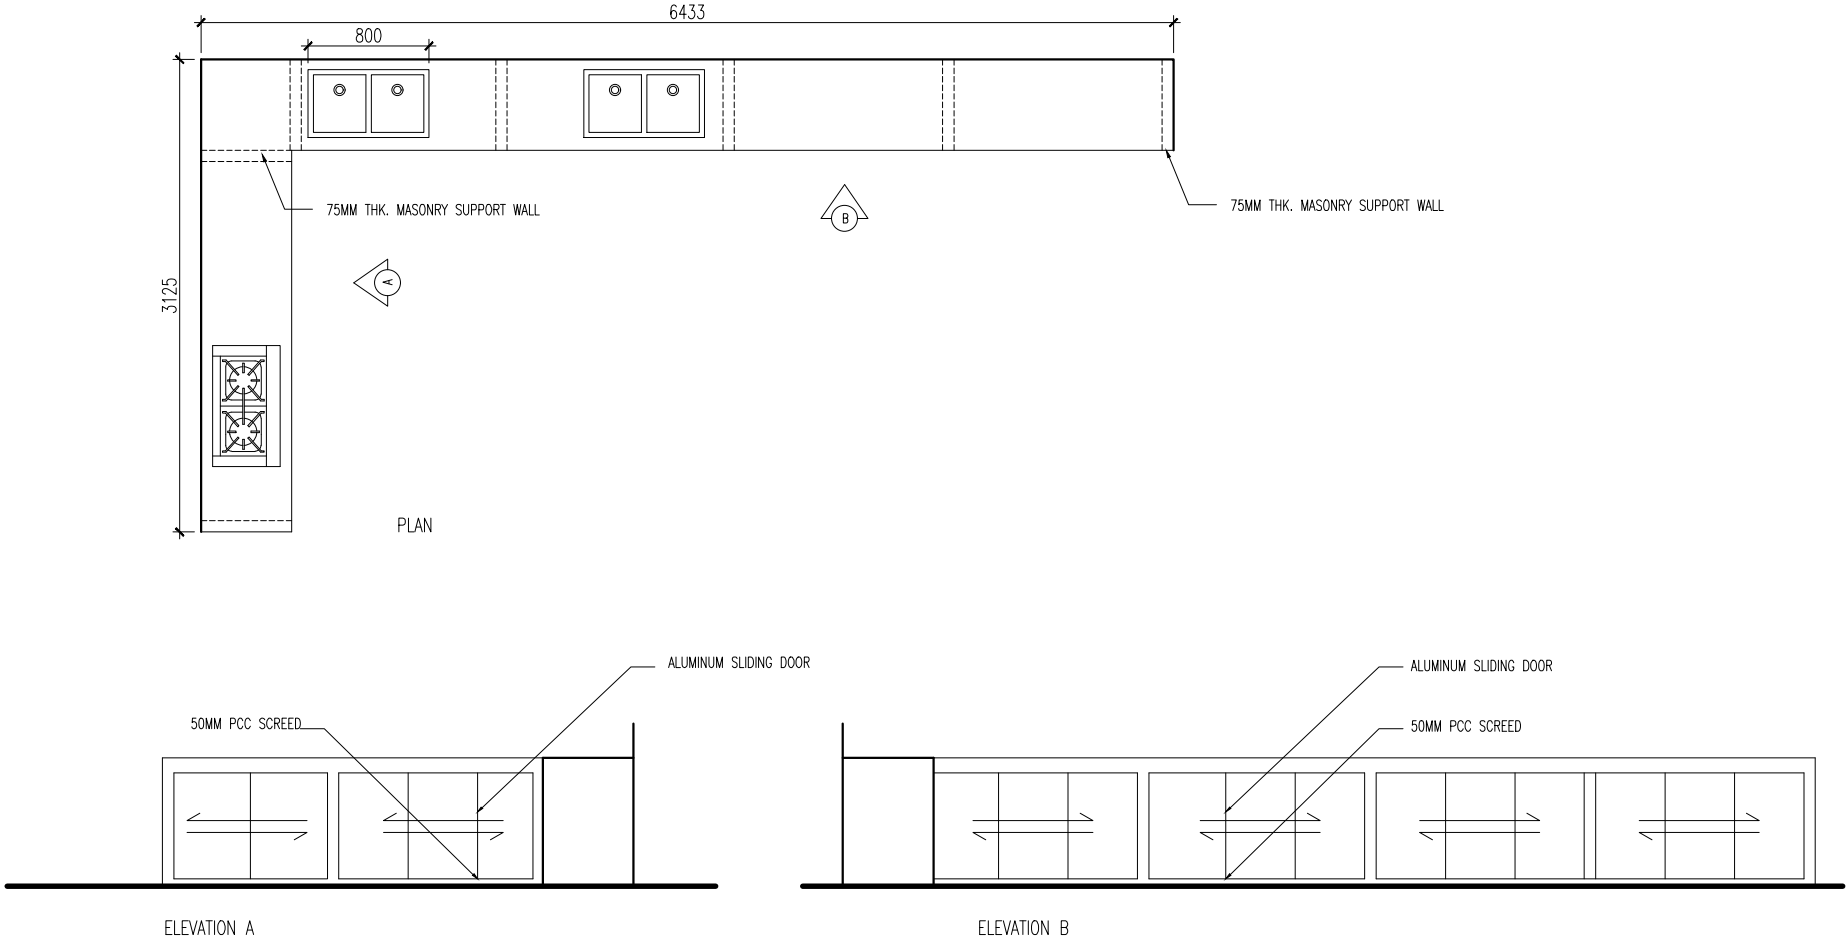 6433
800
75MM THK. MASONRY SUPPORT WALL
75MM THK. MASONRY SUPPORT WALL
B
A
3125
PLAN
ALUMINUM SLIDING DOOR
ALUMINUM SLIDING DOOR
50MM PCC SCREED
50MM PCC SCREED
ELEVATION A
ELEVATION B